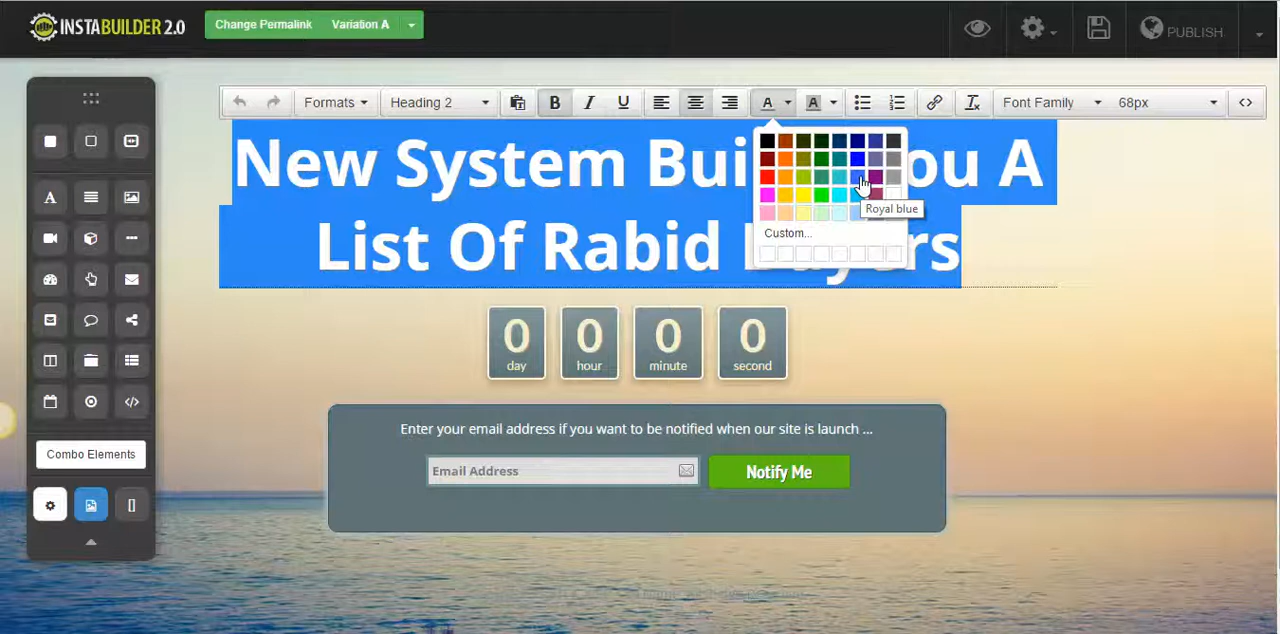 INSTABUILDER 2.0
Change Permalink Variation A
PUBLISH
Formats Heading 2 B I U A A Font Family 68px
New System Bui ou A
List Of Rabid Buyers
Royal blue
Custom...
0 0 0 0
day hour minute second
Enter your email address if you want to be notified when our site is launch ...
Email Address Notify Me
A
Combo Elements